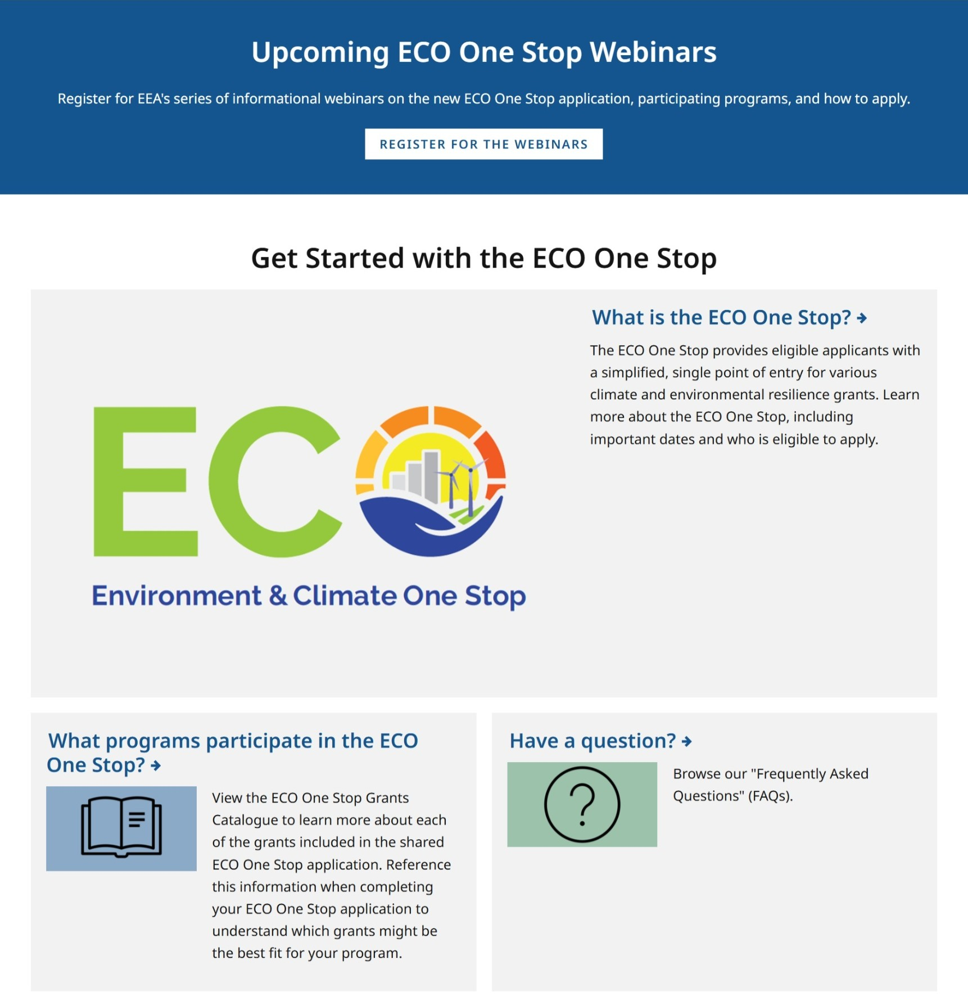 Upcoming ECO One Stop Webinars
Register for EEA's series of informational webinars on the new ECO One Stop application, participating programs, and how to apply.
REGISTER FOR THE WEBINARS
Get Started with the ECO One Stop
ECO
Environment & Climate One Stop
What is the ECO One Stop? →
The ECO One Stop provides eligible applicants with
a simplified, single point of entry for various
climate and environmental resilience grants. Learn
more about the ECO One Stop, including
important dates and who is eligible to apply.
What programs participate in the ECO
One Stop? →
View the ECO One Stop Grants
Catalogue to learn more about each
of the grants included in the shared
ECO One Stop application. Reference
this information when completing
your ECO One Stop application to
understand which grants might be
the best fit for your program.
Have a question? →
?
Browse our "Frequently Asked
Questions" (FAQs).